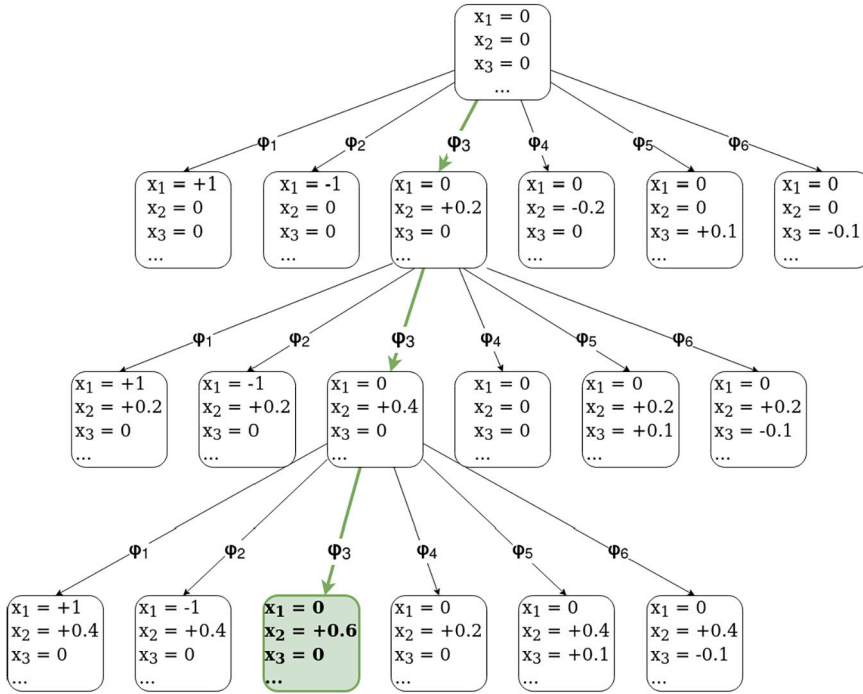 x₁ = 0
x₂ = 0
x₃ = 0
...
φ₁ φ₂ φ₃ φ₄ φ₅ φ₆
x₁ = +1 x₁ = -1 x₁ = 0 x₁ = 0 x₁ = 0 x₁ = 0
x₂ = 0 x₂ = 0 x₂ = +0.2 x₂ = -0.2 x₂ = 0 x₂ = 0
x₃ = 0 x₃ = 0 x₃ = 0 x₃ = 0 x₃ = +0.1 x₃ = -0.1
... ... ... ... ... ...
φ₁ φ₂ φ₃ φ₄ φ₅ φ₆
x₁ = +1 x₁ = -1 x₁ = 0 x₁ = 0 x₁ = 0 x₁ = 0
x₂ = +0.2 x₂ = +0.2 x₂ = +0.4 x₂ = 0 x₂ = +0.2 x₂ = +0.2
x₃ = 0 x₃ = 0 x₃ = 0 x₃ = 0 x₃ = +0.1 x₃ = -0.1
... ... ... ... ... ...
φ₁ φ₂ φ₃ φ₄ φ₅ φ₆
x₁ = +1 x₁ = -1 x₁ = 0 x₁ = 0 x₁ = 0 x₁ = 0
x₂ = +0.4 x₂ = +0.4 x₂ = +0.6 x₂ = +0.2 x₂ = +0.4 x₂ = +0.4
x₃ = 0 x₃ = 0 x₃ = 0 x₃ = 0 x₃ = +0.1 x₃ = -0.1
... ... ... ... ... ...